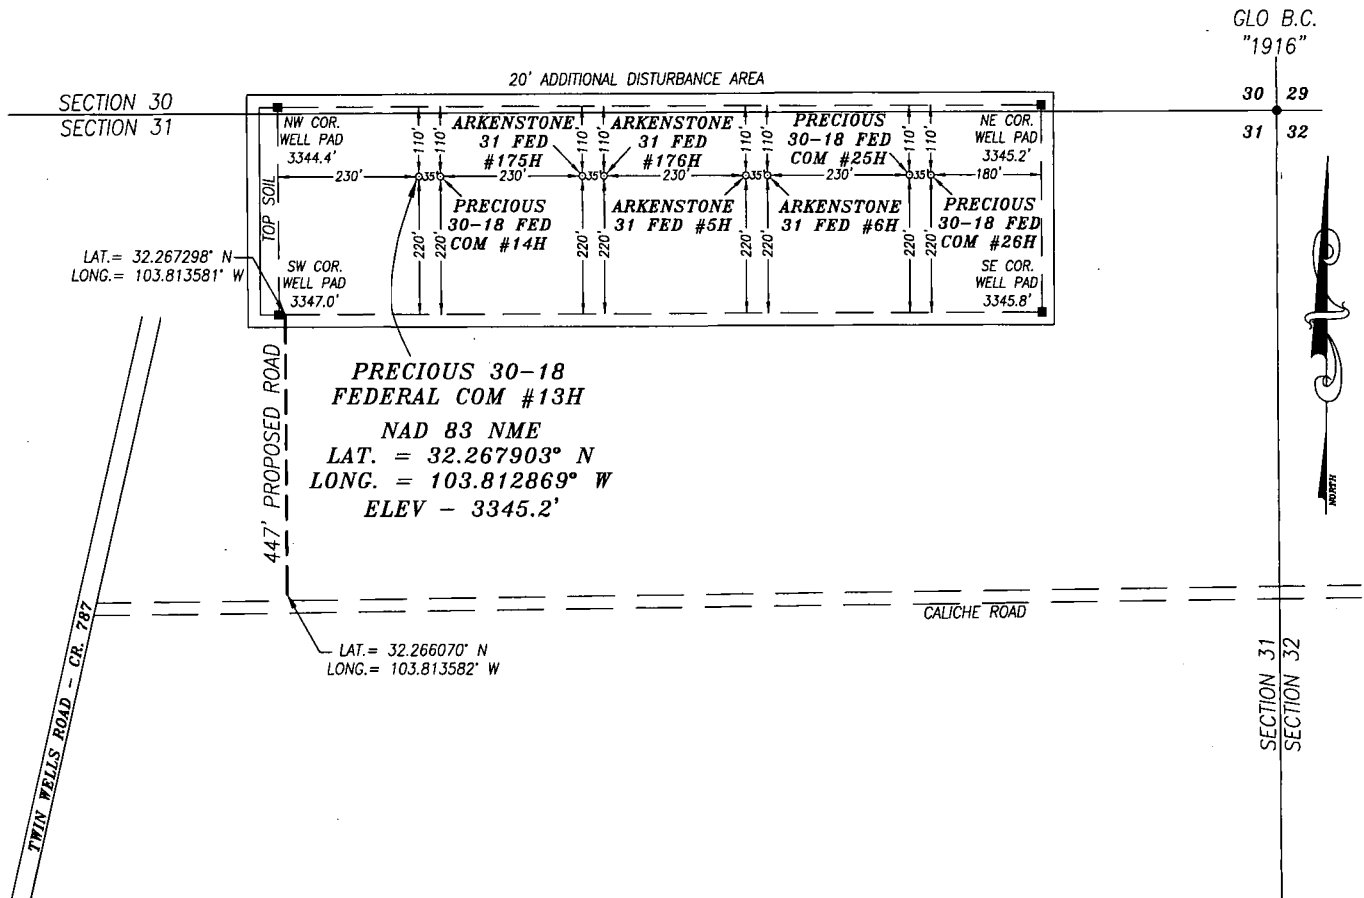 GLO B.C.
"1916"
20' ADDITIONAL DISTURBANCE AREA
SECTION 30
SECTION 31
30 29
31 32
NW COR.
WELL PAD
3344.4'
ARKENSTONE
31 FED
#175H
ARKENSTONE
31 FED
#176H
PRECIOUS
30-18 FED
COM #25H
NE COR.
WELL PAD
3345.2'
110'
110'
110'
110'
110'
110'
110'
110'
230'
35'
230'
35'
230'
35'
230'
35'
180'
TOP SOIL
PRECIOUS
30-18 FED
COM #14H
ARKENSTONE
31 FED #5H
ARKENSTONE
31 FED #6H
PRECIOUS
30-18 FED
COM #26H
220'
220'
220'
220'
220'
220'
220'
220'
LAT.= 32.267298° N
LONG.= 103.813581° W
SW COR.
WELL PAD
3347.0'
SE COR.
WELL PAD
3345.8'
447' PROPOSED ROAD
PRECIOUS 30-18
FEDERAL COM #13H
NAD 83 NME
LAT. = 32.267903° N
LONG. = 103.812869° W
ELEV - 3345.2'
NORTH
CALICHE ROAD
LAT.= 32.266070° N
LONG.= 103.813582° W
TWIN WELLS ROAD - CR. 787
SECTION 31
SECTION 32